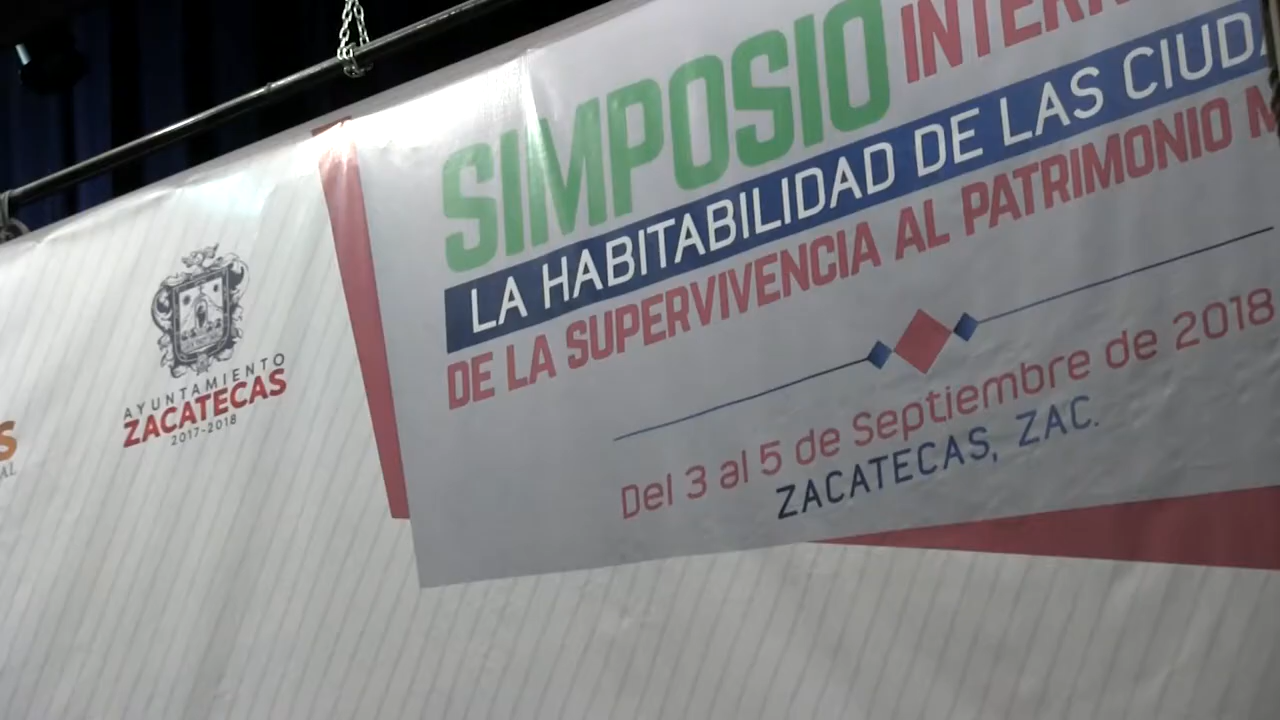 SIMPOSIO
LA HABITABILIDAD DE LAS
DE LA SUPERVIVENCIA AL PATRIMONIO
Del 3 al 5 de Septiembre de 2018
ZACATECAS, ZAC.
AYUNTAMIENTO
ZACATECAS
2017-2018